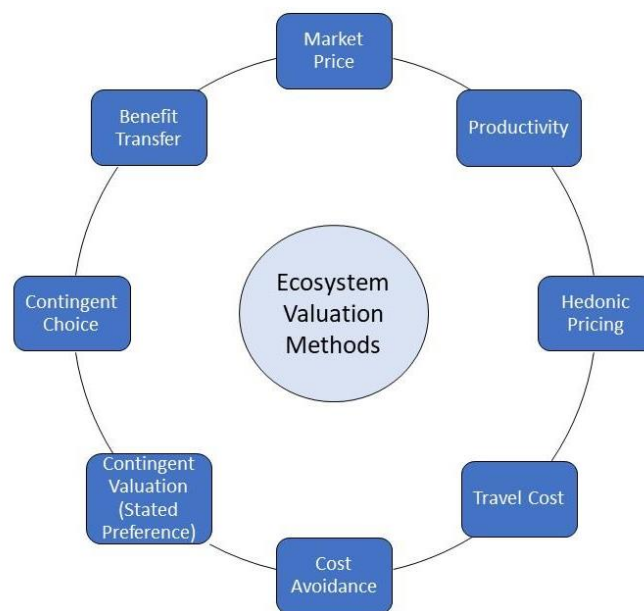 Market
Price
Productivity
Hedonic
Pricing
Travel Cost
Cost
Avoidance
Contingent
Valuation
(Stated
Preference)
Contingent
Choice
Benefit
Transfer
Ecosystem
Valuation
Methods